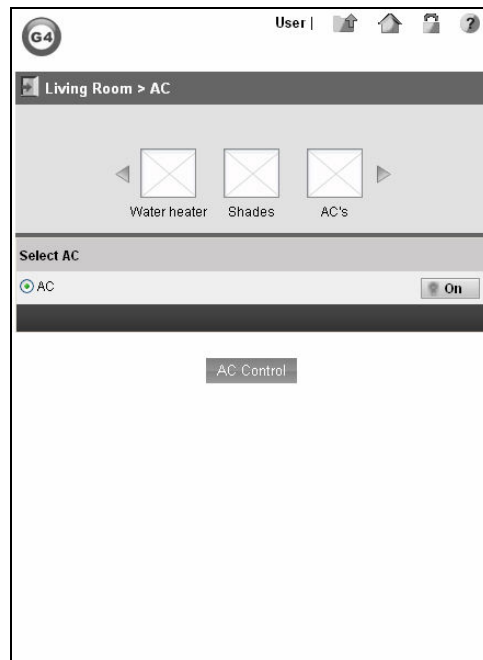 G4
User |
?
Living Room > AC
Water heater Shades AC's
Select AC
AC
On
AC Control